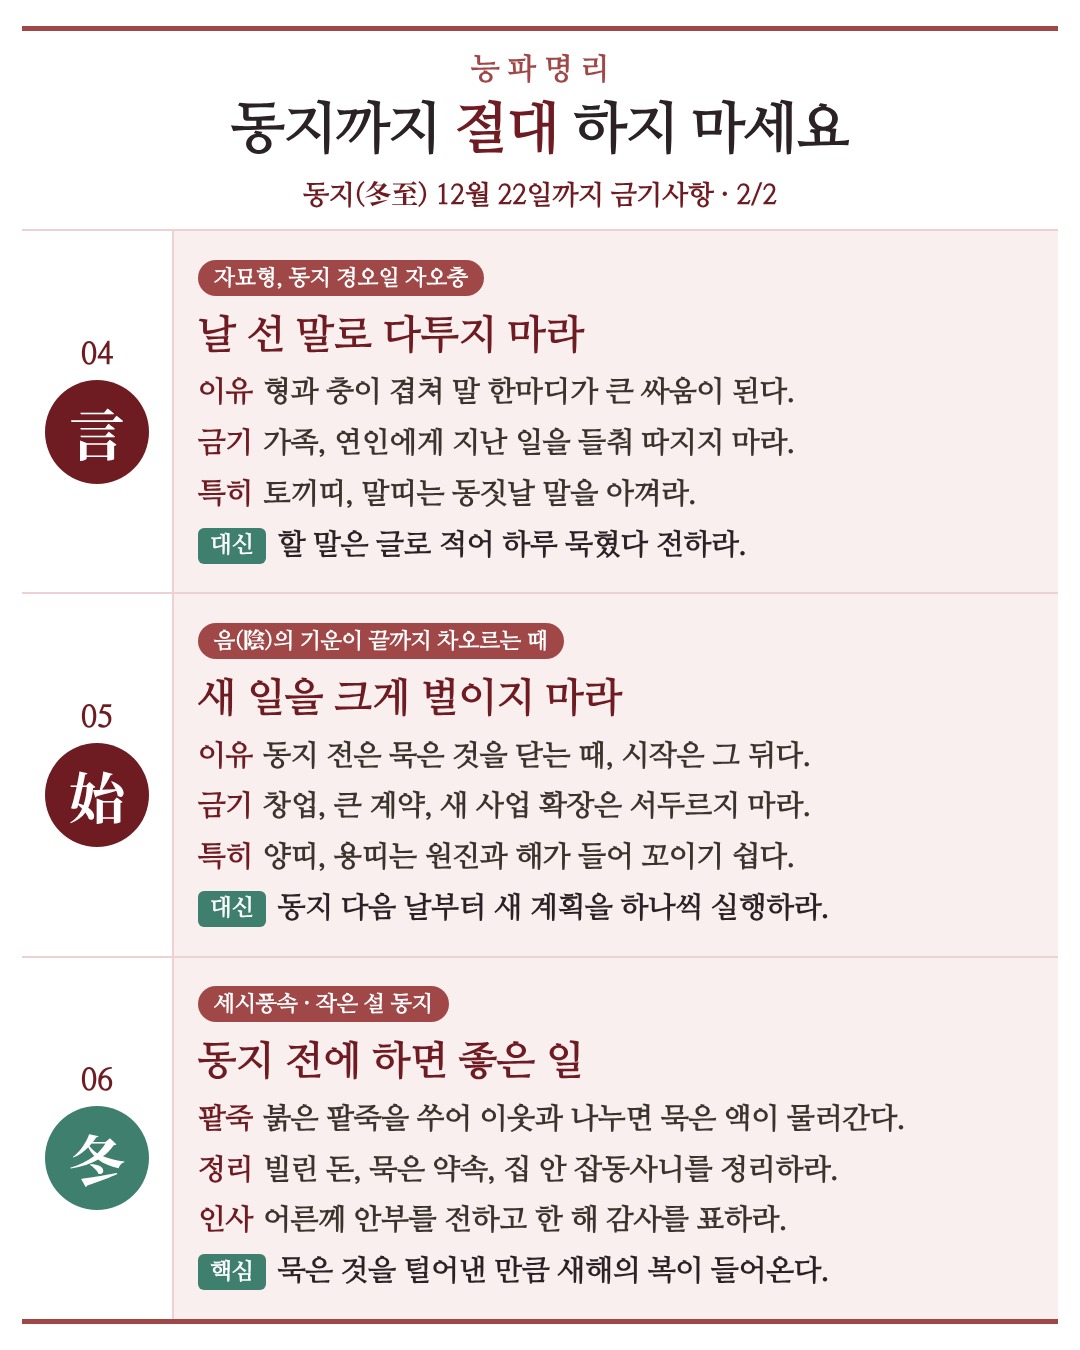 능파명리
동지까지 절대 하지 마세요
동지(冬至) 12월 22일까지 금기사항 · 2/2
04
言
자묘형, 동지 경오일 자오충
날 선 말로 다투지 마라
이유 형과 충이 겹쳐 말 한마디가 큰 싸움이 된다.
금기 가족, 연인에게 지난 일을 들춰 따지지 마라.
특히 토끼띠, 말띠는 동짓날 말을 아껴라.
대신 할 말은 글로 적어 하루 묵혔다 전하라.
05
始
음(陰)의 기운이 끝까지 차오르는 때
새 일을 크게 벌이지 마라
이유 동지 전은 묵은 것을 닫는 때, 시작은 그 뒤다.
금기 창업, 큰 계약, 새 사업 확장은 서두르지 마라.
특히 양띠, 용띠는 원진과 해가 들어 꼬이기 쉽다.
대신 동지 다음 날부터 새 계획을 하나씩 실행하라.
06
冬
세시풍속 · 작은 설 동지
동지 전에 하면 좋은 일
팥죽 붉은 팥죽을 쑤어 이웃과 나누면 묵은 액이 물러간다.
정리 빌린 돈, 묵은 약속, 집 안 잡동사니를 정리하라.
인사 어른께 안부를 전하고 한 해 감사를 표하라.
핵심 묵은 것을 털어낸 만큼 새해의 복이 들어온다.